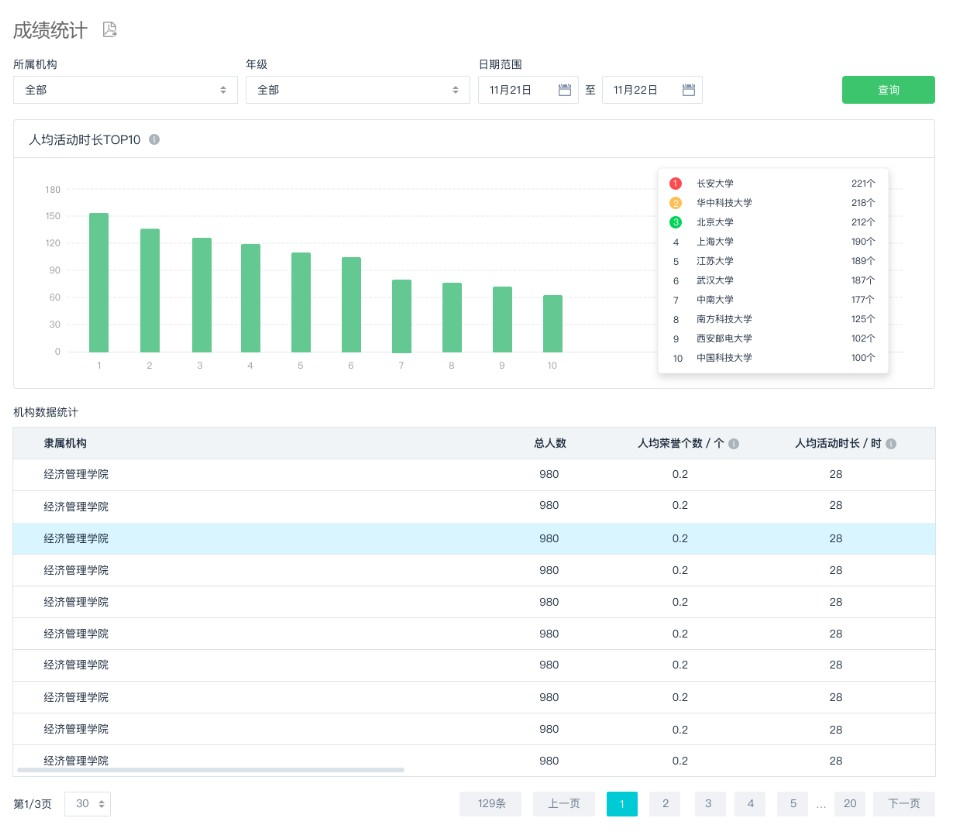 成绩统计
所属机构 年级 日期范围
全部 全部 11月21日 至 11月22日 查询
人均活动时长TOP10
180
150
120
90
60
30
0
1 2 3 4 5 6 7 8 9 10
1 长安大学 221个
2 华中科技大学 218个
3 北京大学 212个
4 上海大学 190个
5 江苏大学 189个
6 武汉大学 187个
7 中南大学 177个
8 南方科技大学 125个
9 西安邮电大学 102个
10 中国科技大学 100个
机构数据统计
隶属机构 总人数 人均荣誉个数 / 个 人均活动时长 / 时
经济管理学院 980 0.2 28
经济管理学院 980 0.2 28
经济管理学院 980 0.2 28
经济管理学院 980 0.2 28
经济管理学院 980 0.2 28
经济管理学院 980 0.2 28
经济管理学院 980 0.2 28
经济管理学院 980 0.2 28
经济管理学院 980 0.2 28
经济管理学院 980 0.2 28
第1/3页 30 129条 上一页 1 2 3 4 5 ... 20 下一页